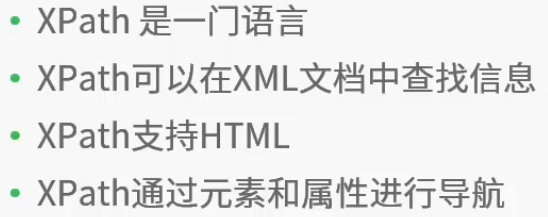 • XPath 是一门语言
• XPath可以在XML文档中查找信息
• XPath支持HTML
• XPath通过元素和属性进行导航